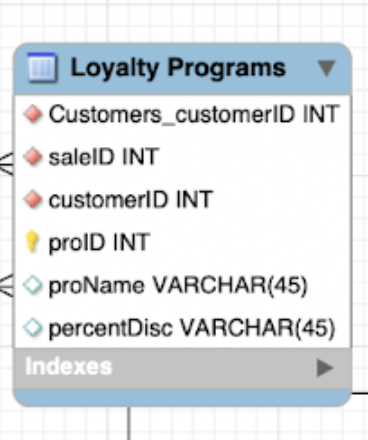 Loyalty Programs
Customers_customerID INT
saleID INT
customerID INT
proID INT
proName VARCHAR(45)
percentDisc VARCHAR(45)
Indexes